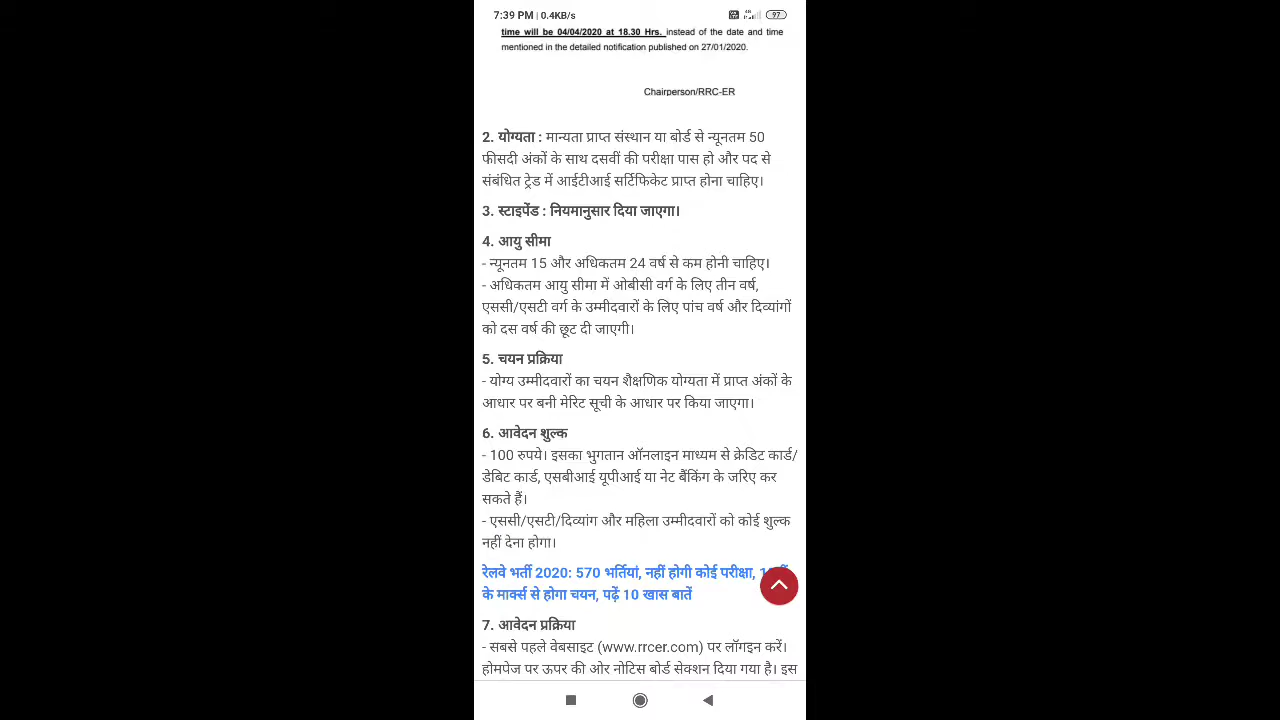 7:39 PM | 0.4KB/s
97
time will be 04/04/2020 at 18.30 Hrs. instead of the date and time
mentioned in the detailed notification published on 27/01/2020.
Chairperson/RRC-ER
2. योग्यता : मान्यता प्राप्त संस्थान या बोर्ड से न्यूनतम 50
फीसदी अंकों के साथ दसवीं की परीक्षा पास हो और पद से
संबंधित ट्रेड में आईटीआई सर्टिफिकेट प्राप्त होना चाहिए।
3. स्टाइपेंड : नियमानुसार दिया जाएगा।
4. आयु सीमा
- न्यूनतम 15 और अधिकतम 24 वर्ष से कम होनी चाहिए।
- अधिकतम आयु सीमा में ओबीसी वर्ग के लिए तीन वर्ष,
एससी/एसटी वर्ग के उम्मीदवारों के लिए पांच वर्ष और दिव्यांगों
को दस वर्ष की छूट दी जाएगी।
5. चयन प्रक्रिया
- योग्य उम्मीदवारों का चयन शैक्षणिक योग्यता में प्राप्त अंकों के
आधार पर बनी मेरिट सूची के आधार पर किया जाएगा।
6. आवेदन शुल्क
- 100 रुपये। इसका भुगतान ऑनलाइन माध्यम से क्रेडिट कार्ड/
डेबिट कार्ड, एसबीआई यूपीआई या नेट बैंकिंग के जरिए कर
सकते हैं।
- एससी/एसटी/दिव्यांग और महिला उम्मीदवारों को कोई शुल्क
नहीं देना होगा।
रेलवे भर्ती 2020: 570 भर्तियां, नहीं होगी कोई परीक्षा,
के मार्क्स से होगा चयन, पढ़ें 10 खास बातें
7. आवेदन प्रक्रिया
- सबसे पहले वेबसाइट (www.rrcer.com) पर लॉगइन करें।
होमपेज पर ऊपर की ओर नोटिस बोर्ड सेक्शन दिया गया है। इस